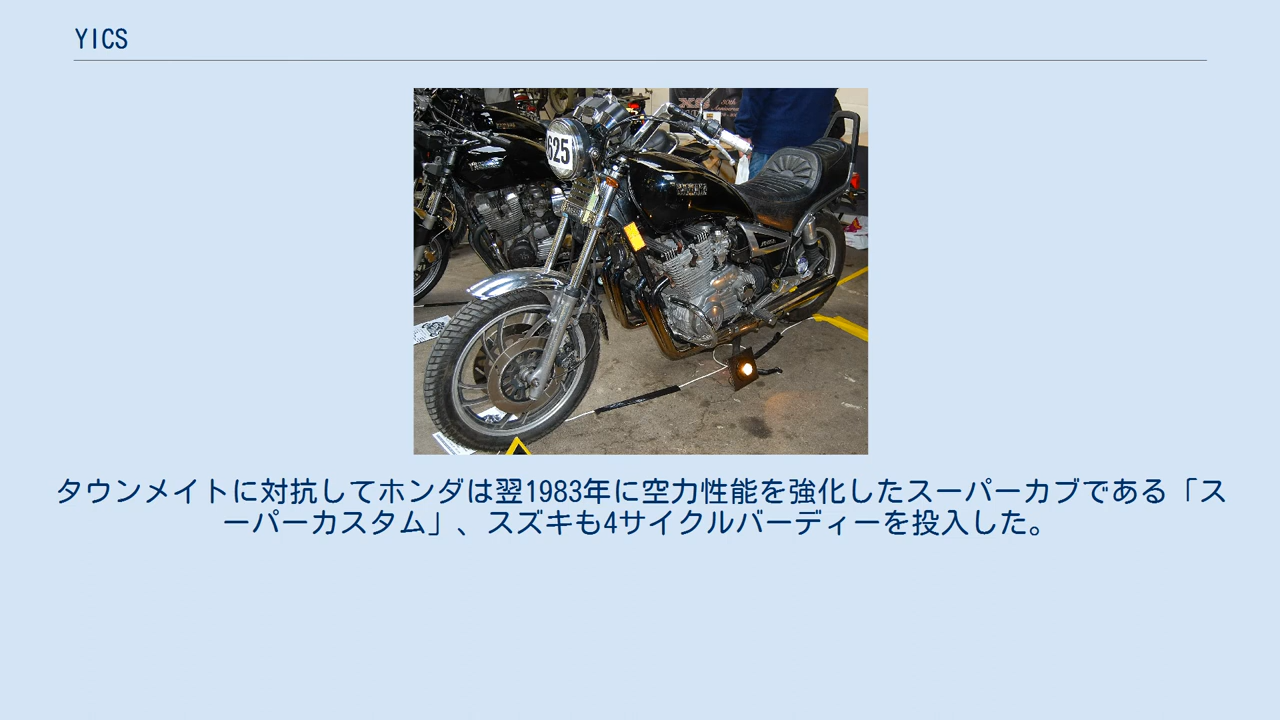 YICS
625
YAMAHA
タウンメイトに対抗してホンダは翌1983年に空力性能を強化したスーパーカブである「ス
ーパーカスタム」、スズキも4サイクルバーディーを投入した。